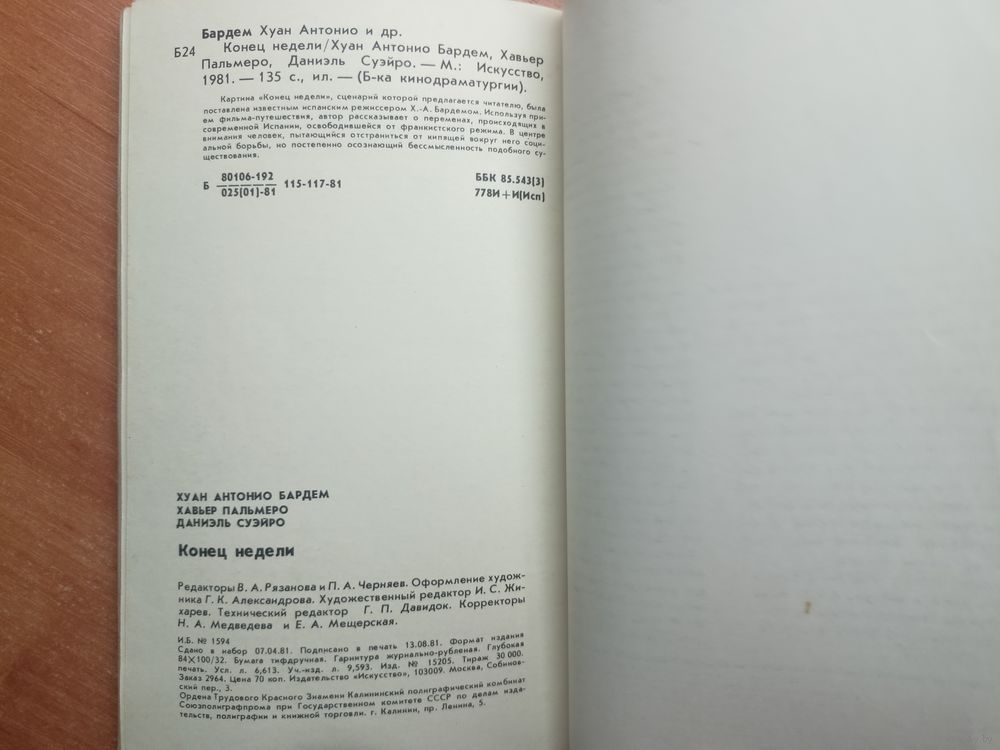 Бардем Хуан Антонио и др.
Б24 Конец недели/Хуан Антонио Бардем, Хавьер
Пальмеро, Даниэль Суэйро. — М.: Искусство,
1981. — 135 с., ил. — (Б-ка кинодраматургии).
Картина «Конец недели», сценарий которой предлагается читателю, была
поставлена известным испанским режиссером Х.-А. Бардемом. Используя при-
ем фильма-путешествия, автор рассказывает о переменах, происходящих в
современной Испании, освободившейся от франкистского режима. В центре
внимания человек, пытающийся отстраниться от кипящей вокруг него соци-
альной борьбы, но постепенно осознающий бессмысленность подобного су-
ществования.
Б 80106-192 115-117-81
025(01)-81
ББК 85.543(3)
778И+И(Исп)
ХУАН АНТОНИО БАРДЕМ
ХАВЬЕР ПАЛЬМЕРО
ДАНИЭЛЬ СУЭЙРО
Конец недели
Редакторы В. А. Рязанова и П. А. Черняев. Оформление худож-
ника Г. К. Александрова. Художественный редактор И. С. Жи-
харев. Технический редактор Г. П. Давидок. Корректоры
Н. А. Медведева и Е. А. Мещерская.
И.Б. № 1594
Сдано в набор 07.04.81. Подписано в печать 13.08.81. Формат издания
84×100/32. Бумага тифдручная. Гарнитура журнально-рубленая. Глубокая
печать. Усл. л. 6,613. Уч.-изд. л. 9,593. Изд. № 15205. Тираж 30 000.
Заказ 2964. Цена 70 коп. Издательство «Искусство», 103009. Москва, Собинов-
ский пер., 3.
Ордена Трудового Красного Знамени Калининский полиграфический комбинат
Союзполиграфпрома при Государственном комитете СССР по делам изда-
тельств, полиграфии и книжной торговли. г. Калинин, пр. Ленина, 5.